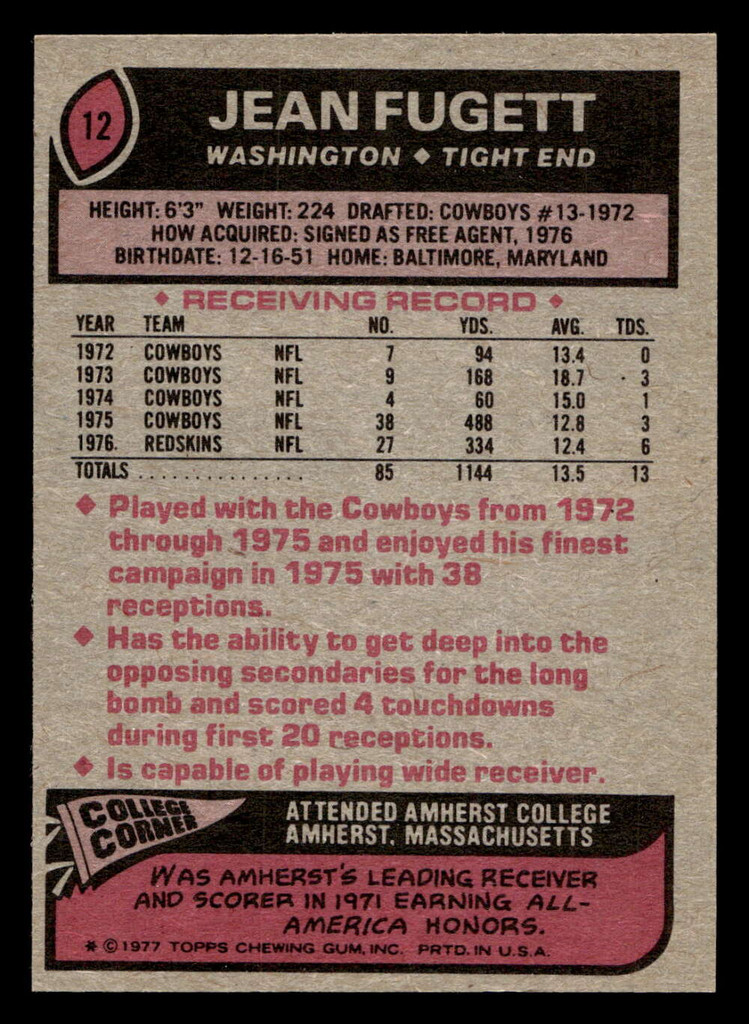 12
JEAN FUGETT
WASHINGTON ◆ TIGHT END
HEIGHT: 6'3" WEIGHT: 224 DRAFTED: COWBOYS #13-1972
HOW ACQUIRED: SIGNED AS FREE AGENT, 1976
BIRTHDATE: 12-16-51 HOME: BALTIMORE, MARYLAND
◆ RECEIVING RECORD ◆
YEAR TEAM NO. YDS. AVG. TDS.
1972 COWBOYS NFL 7 94 13.4 0
1973 COWBOYS NFL 9 168 18.7 3
1974 COWBOYS NFL 4 60 15.0 1
1975 COWBOYS NFL 38 488 12.8 3
1976 REDSKINS NFL 27 334 12.4 6
TOTALS ................ 85 1144 13.5 13
◆ Played with the Cowboys from 1972
through 1975 and enjoyed his finest
campaign in 1975 with 38
receptions.
◆ Has the ability to get deep into the
opposing secondaries for the long
bomb and scored 4 touchdowns
during first 20 receptions.
◆ Is capable of playing wide receiver.
COLLEGE
CORNER
ATTENDED AMHERST COLLEGE
AMHERST, MASSACHUSETTS
WAS AMHERST'S LEADING RECEIVER
AND SCORER IN 1971 EARNING ALL-
AMERICA HONORS.
* © 1977 TOPPS CHEWING GUM, INC. PRTD. IN U.S.A.